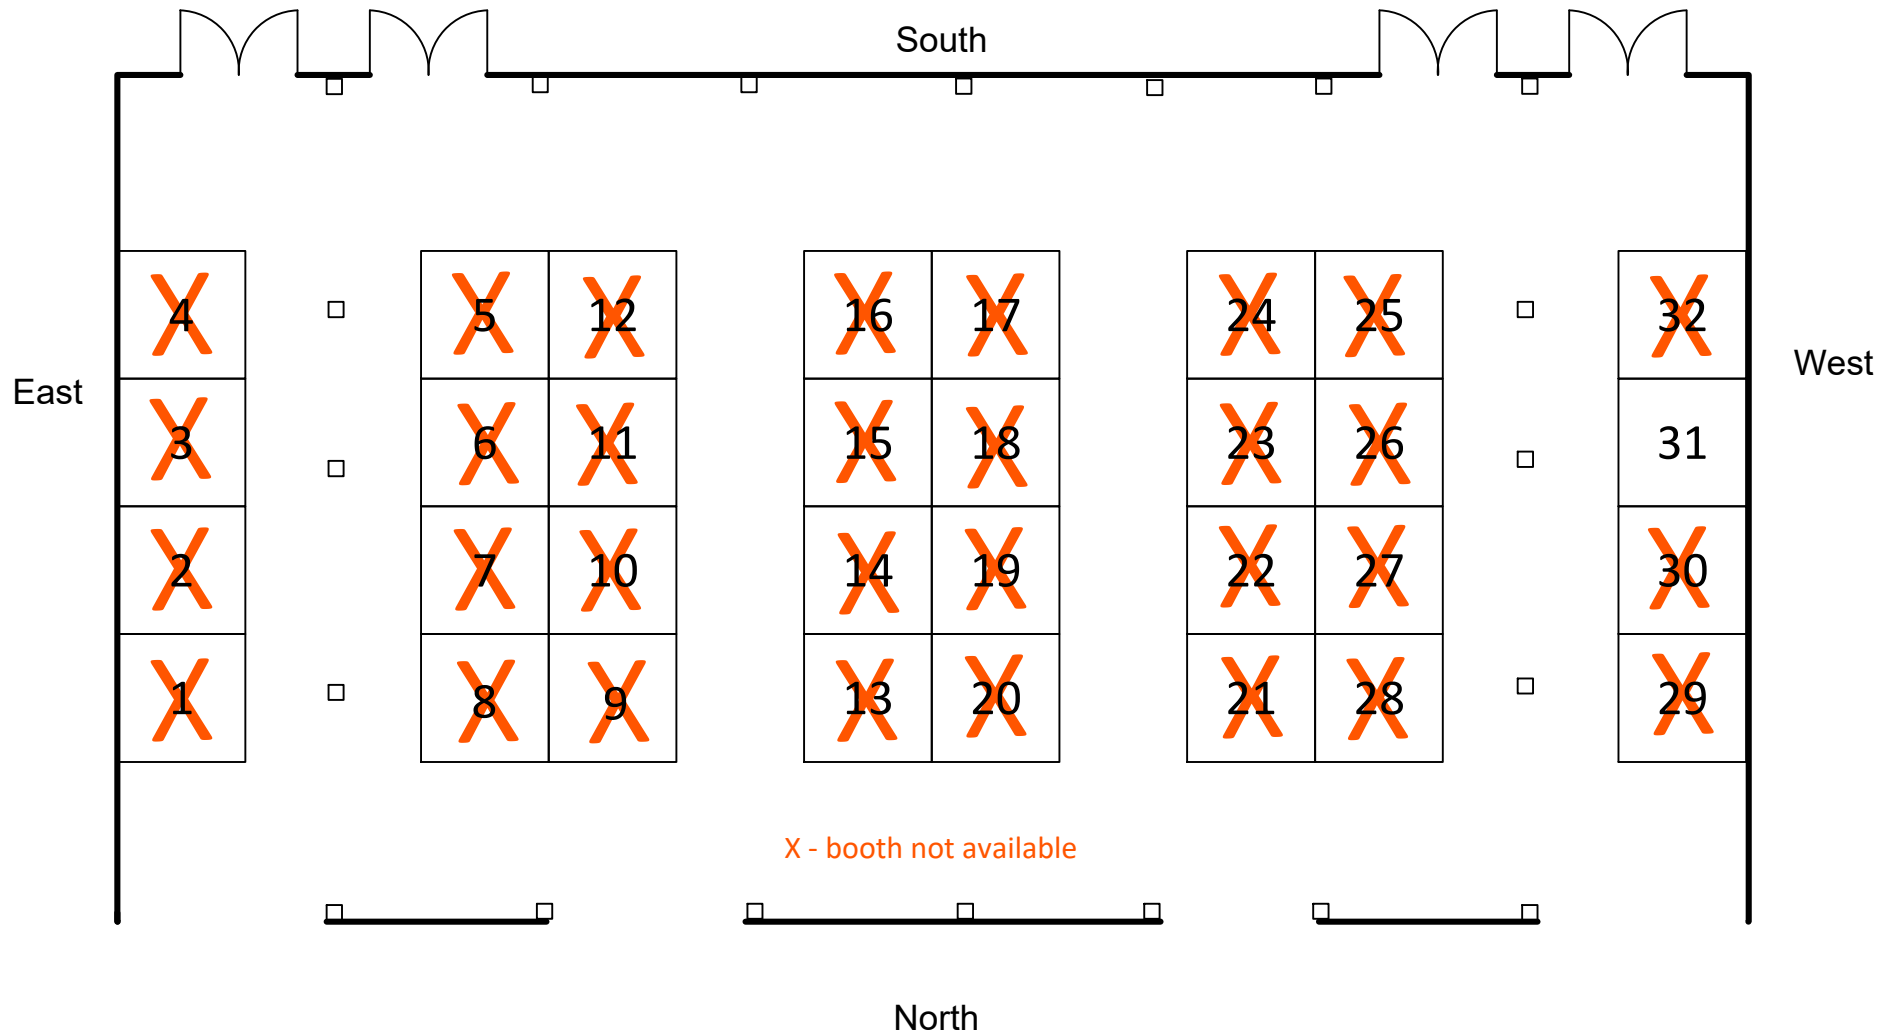 South
4 5 12 16 17 24 25 32
West
East
3 6 11 15 18 23 26 31
2 7 10 14 19 22 27 30
1 8 9 13 20 21 28 29
X - booth not available
North